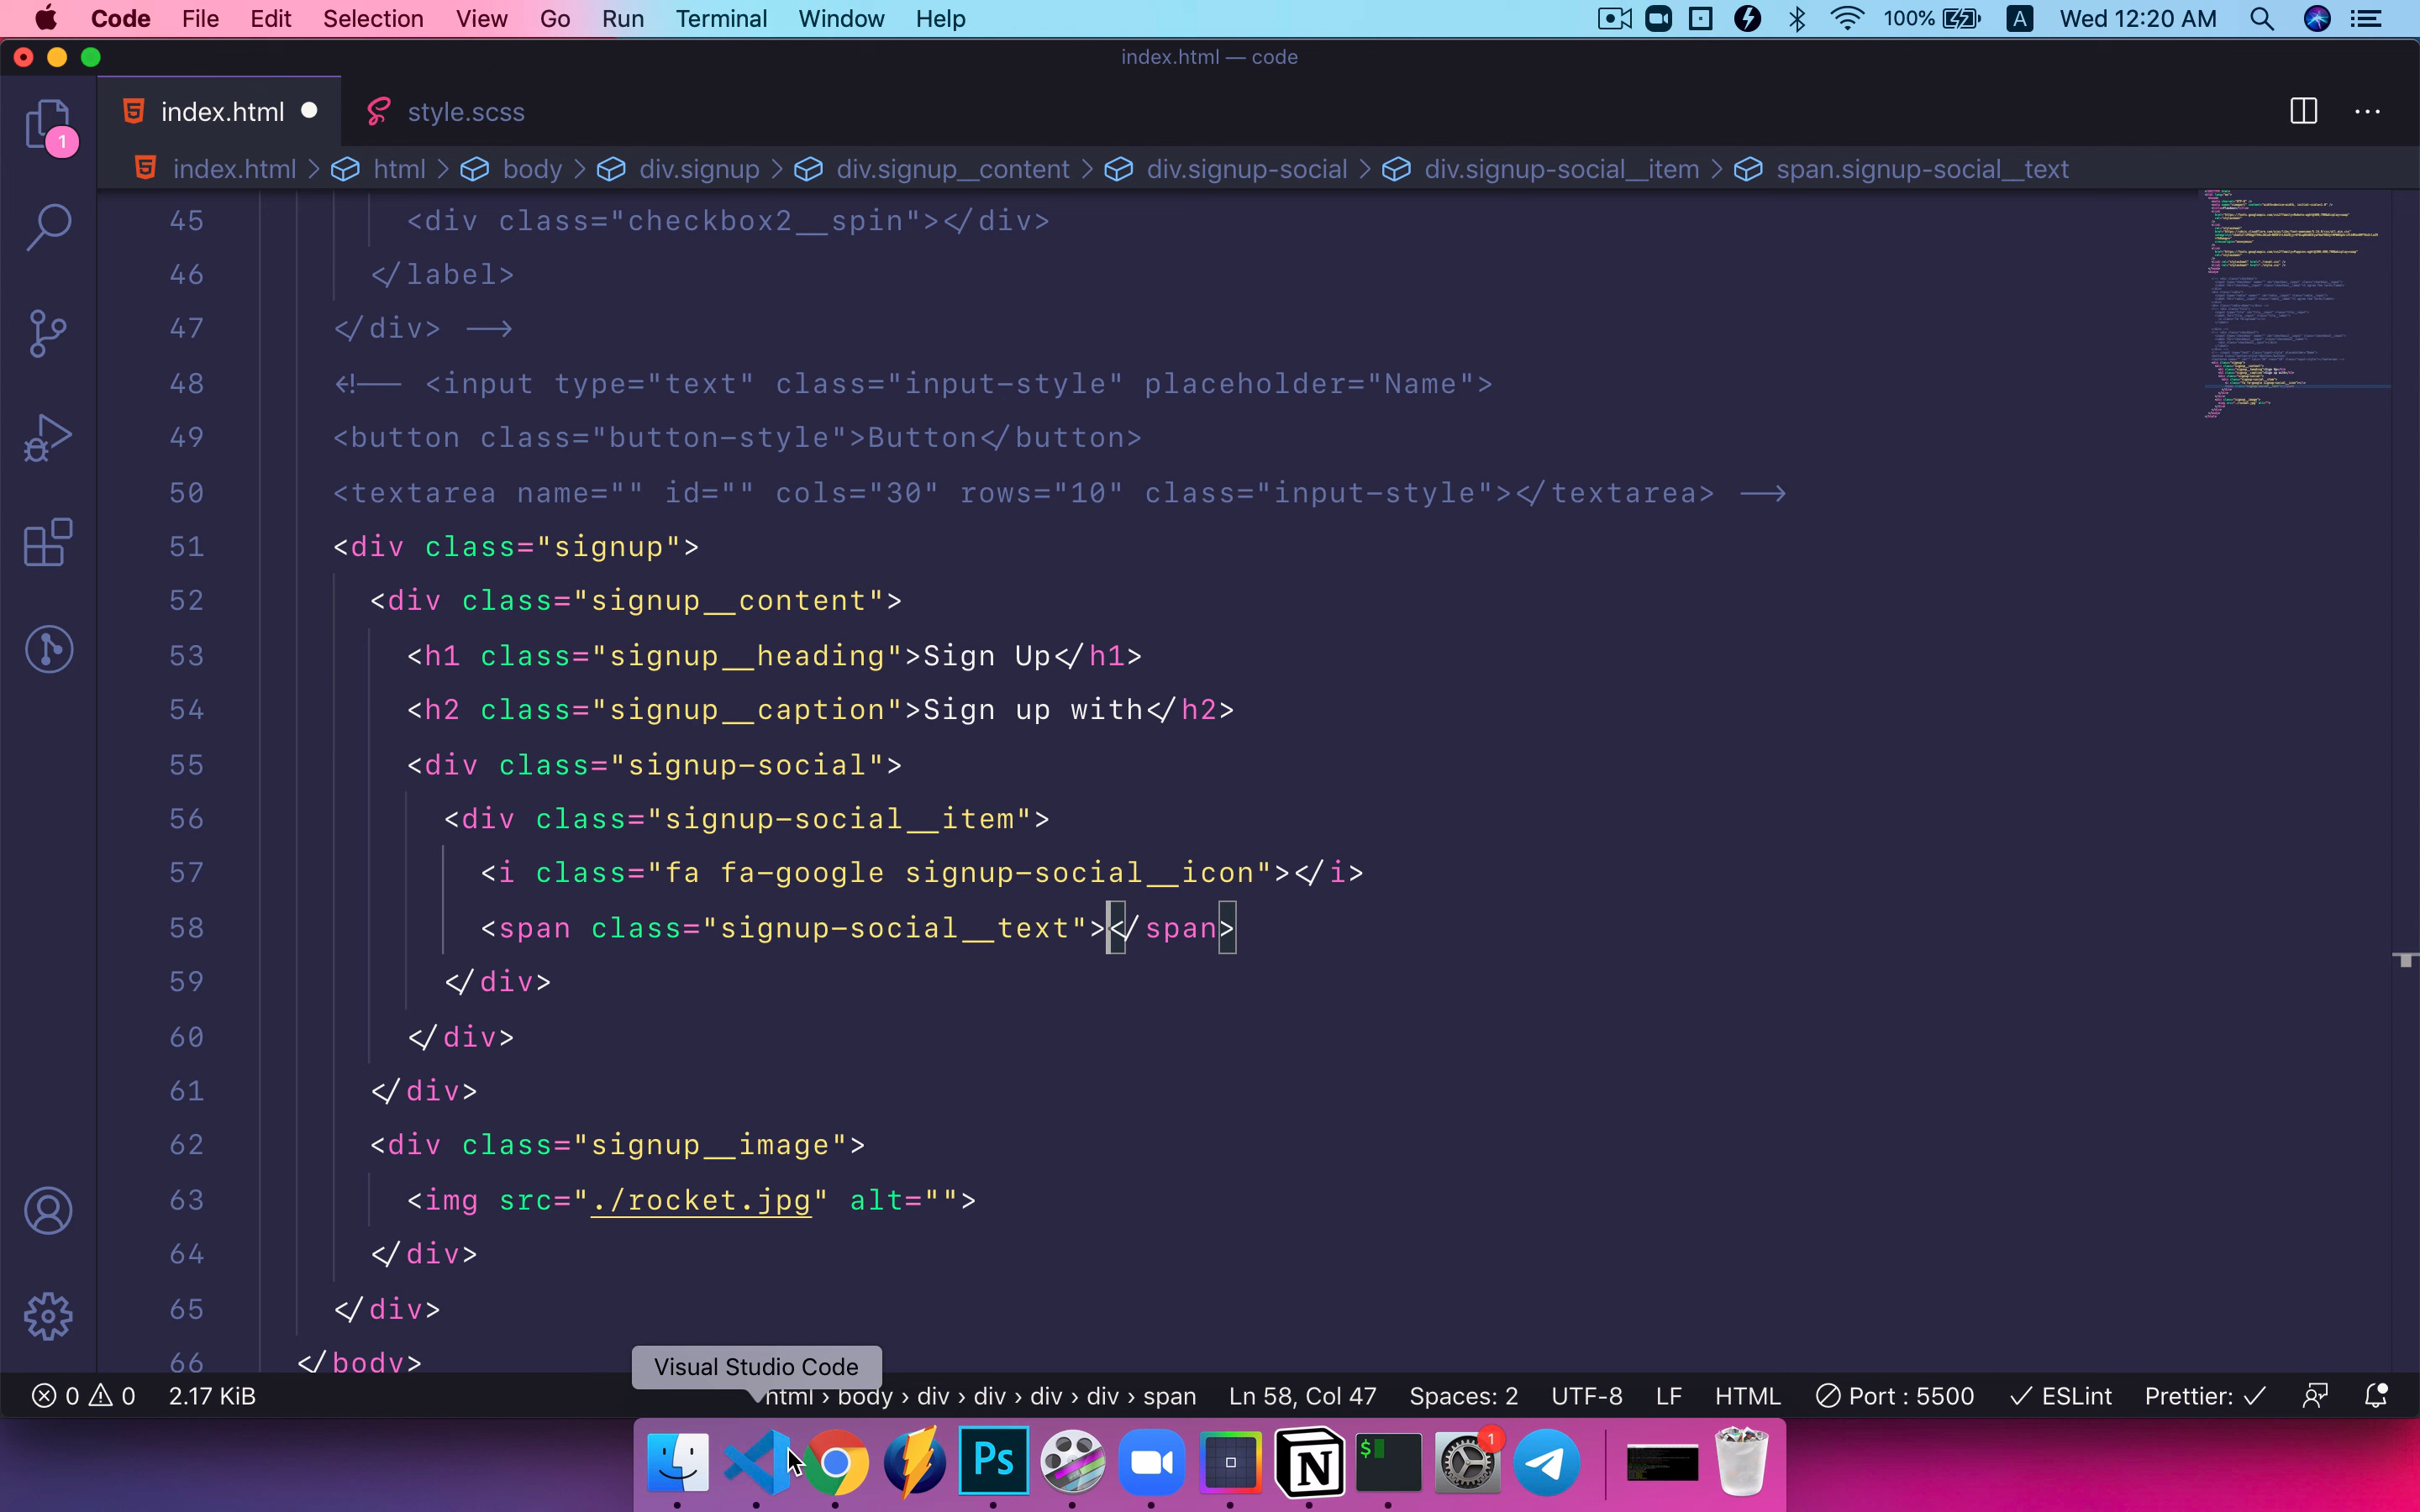 Code File Edit Selection View Go Run Terminal Window Help 100% A Wed 12:20 AM
index.html — code
index.html style.scss
1
index.html > html > body > div.signup > div.signup__content > div.signup-social > div.signup-social__item > span.signup-social__text
45 <div class="checkbox2__spin"></div>
46 </label>
47 </div> -->
48 <!-- <input type="text" class="input-style" placeholder="Name">
49 <button class="button-style">Button</button>
50 <textarea name="" id="" cols="30" rows="10" class="input-style"></textarea> -->
51 <div class="signup">
52 <div class="signup__content">
53 <h1 class="signup__heading">Sign Up</h1>
54 <h2 class="signup__caption">Sign up with</h2>
55 <div class="signup-social">
56 <div class="signup-social__item">
57 <i class="fa fa-google signup-social__icon"></i>
58 <span class="signup-social__text"></span>
59 </div>
60 </div>
61 </div>
62 <div class="signup__image">
63 <img src="./rocket.jpg" alt="">
64 </div>
65 </div>
66 </body>
Visual Studio Code
0 0 2.17 KiB html › body › div › div › div › div › span Ln 58, Col 47 Spaces: 2 UTF-8 LF HTML Port : 5500 ESLint Prettier:
Ps N $ 1